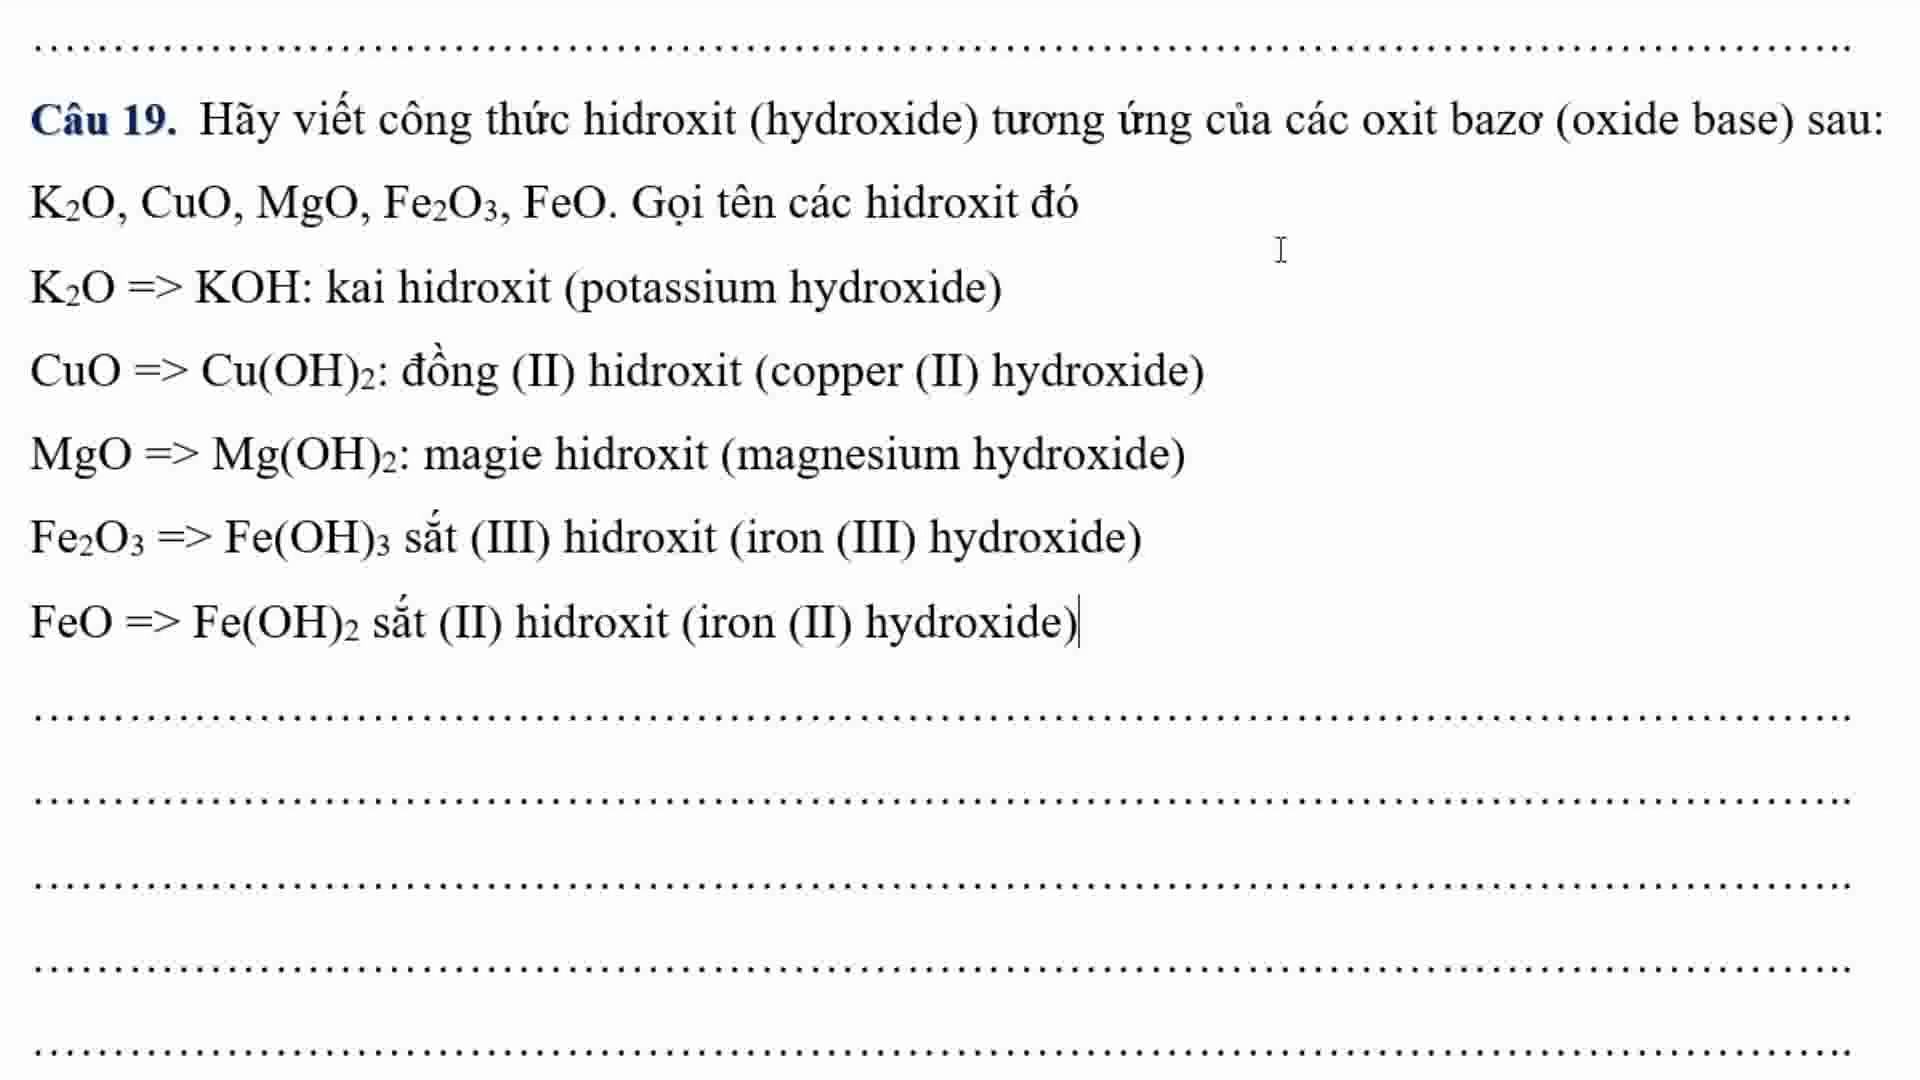 Câu 19. Hãy viết công thức hidroxit (hydroxide) tương ứng của các oxit bazơ (oxide base) sau:
K₂O, CuO, MgO, Fe₂O₃, FeO. Gọi tên các hidroxit đó
K₂O => KOH: kai hidroxit (potassium hydroxide)
CuO => Cu(OH)₂: đồng (II) hidroxit (copper (II) hydroxide)
MgO => Mg(OH)₂: magie hidroxit (magnesium hydroxide)
Fe₂O₃ => Fe(OH)₃ sắt (III) hidroxit (iron (III) hydroxide)
FeO => Fe(OH)₂ sắt (II) hidroxit (iron (II) hydroxide)